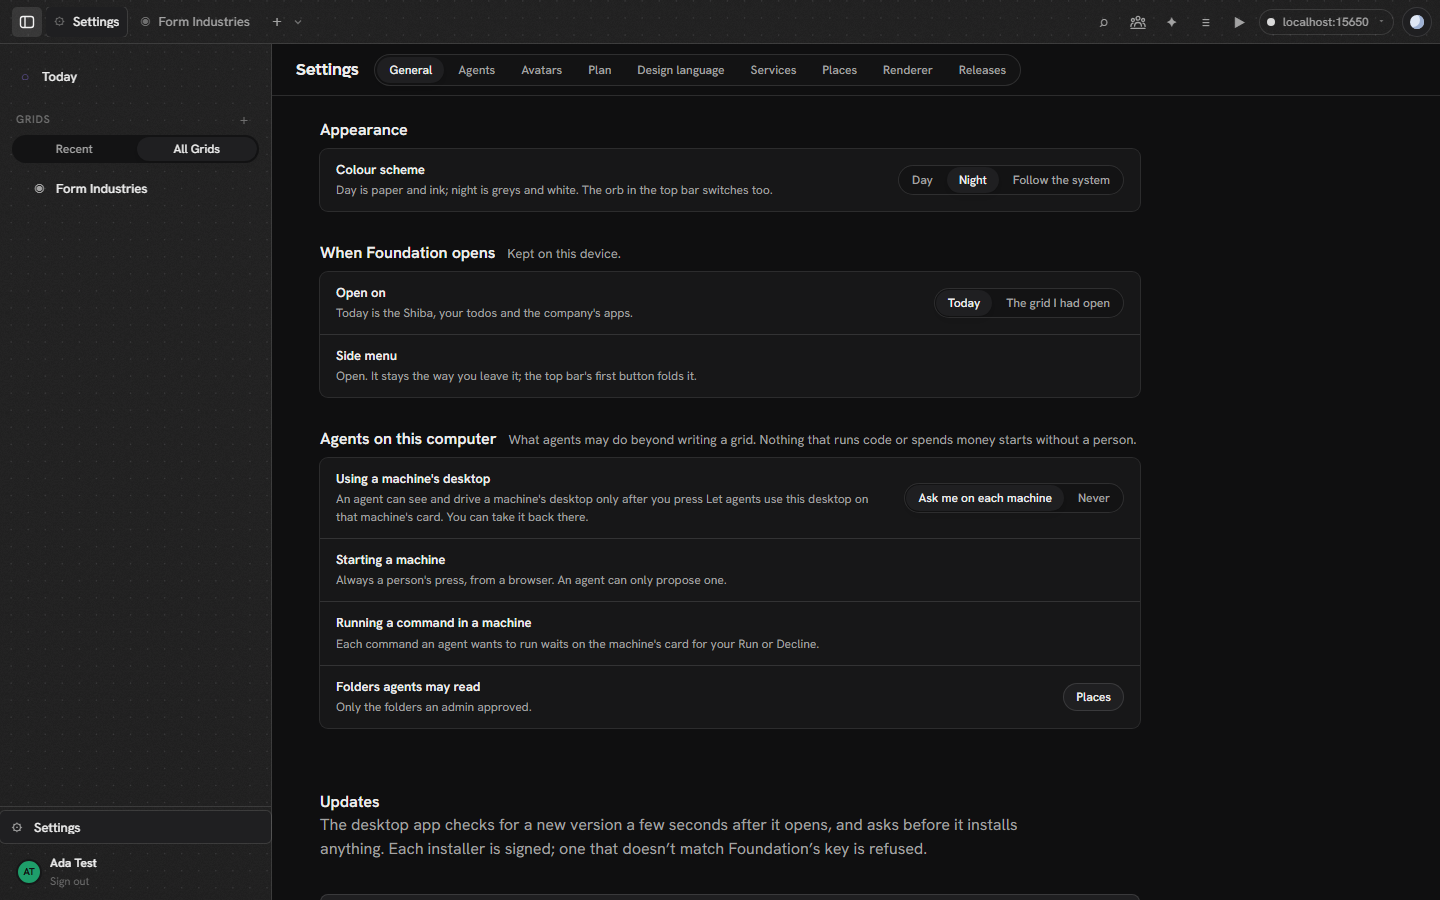 Settings
Form Industries
localhost:15650
Today
GRIDS
Recent
All Grids
Form Industries
Settings
AT
Ada Test
Sign out
Settings
General
Agents
Avatars
Plan
Design language
Services
Places
Renderer
Releases
Appearance
Colour scheme
Day is paper and ink; night is greys and white. The orb in the top bar switches too.
Day
Night
Follow the system
When Foundation opens
Kept on this device.
Open on
Today is the Shiba, your todos and the company's apps.
Today
The grid I had open
Side menu
Open. It stays the way you leave it; the top bar's first button folds it.
Agents on this computer
What agents may do beyond writing a grid. Nothing that runs code or spends money starts without a person.
Using a machine's desktop
An agent can see and drive a machine's desktop only after you press Let agents use this desktop on
that machine's card. You can take it back there.
Ask me on each machine
Never
Starting a machine
Always a person's press, from a browser. An agent can only propose one.
Running a command in a machine
Each command an agent wants to run waits on the machine's card for your Run or Decline.
Folders agents may read
Only the folders an admin approved.
Places
Updates
The desktop app checks for a new version a few seconds after it opens, and asks before it installs
anything. Each installer is signed; one that doesn’t match Foundation’s key is refused.